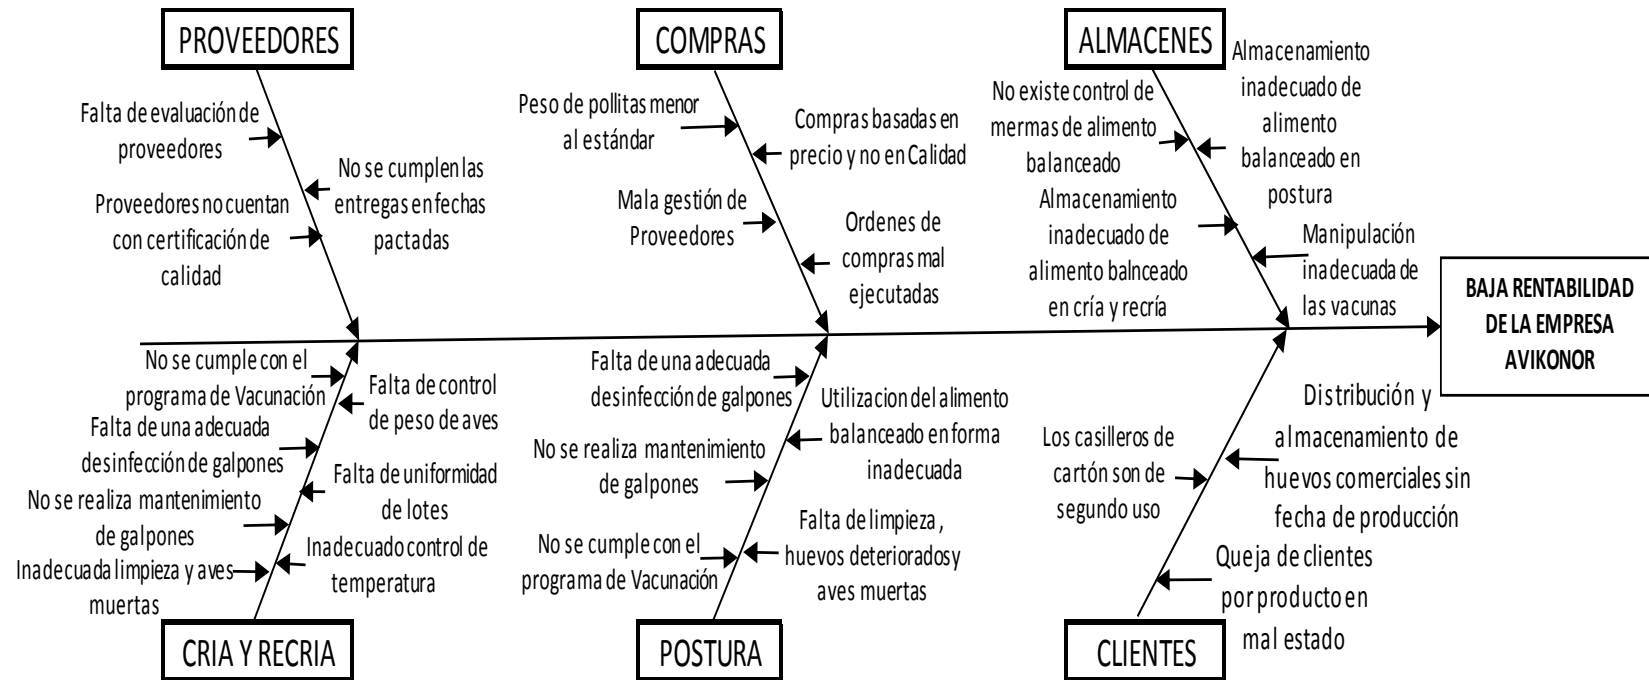 PROVEEDORES
Falta de evaluación de
proveedores
No se cumplen las
entregas en fechas
pactadas
Proveedores no cuentan
con certificación de
calidad
COMPRAS
Peso de pollitas menor
al estándar
Compras basadas en
precio y no en Calidad
Mala gestión de
Proveedores
Ordenes de
compras mal
ejecutadas
ALMACENES
No existe control de
mermas de alimento
balanceado
Almacenamiento
inadecuado de
alimento
balanceado en
postura
Almacenamiento
inadecuado de
alimento balnceado
en cría y recría
Manipulación
inadecuada de
las vacunas
BAJA RENTABILIDAD
DE LA EMPRESA
AVIKONOR
No se cumple con el
programa de Vacunación
Falta de control
de peso de aves
Falta de una adecuada
desinfección de galpones
Falta de uniformidad
de lotes
No se realiza mantenimiento
de galpones
Inadecuado control de
temperatura
Inadecuada limpieza y aves
muertas
CRIA Y RECRIA
Falta de una adecuada
desinfección de galpones
Utilizacion del alimento
balanceado en forma
inadecuada
No se realiza mantenimiento
de galpones
Falta de limpieza ,
huevos deteriorados y
aves muertas
No se cumple con el
programa de Vacunación
POSTURA
Los casilleros de
cartón son de
segundo uso
Distribución y
almacenamiento de
huevos comerciales sin
fecha de producción
Queja de clientes
por producto en
mal estado
CLIENTES